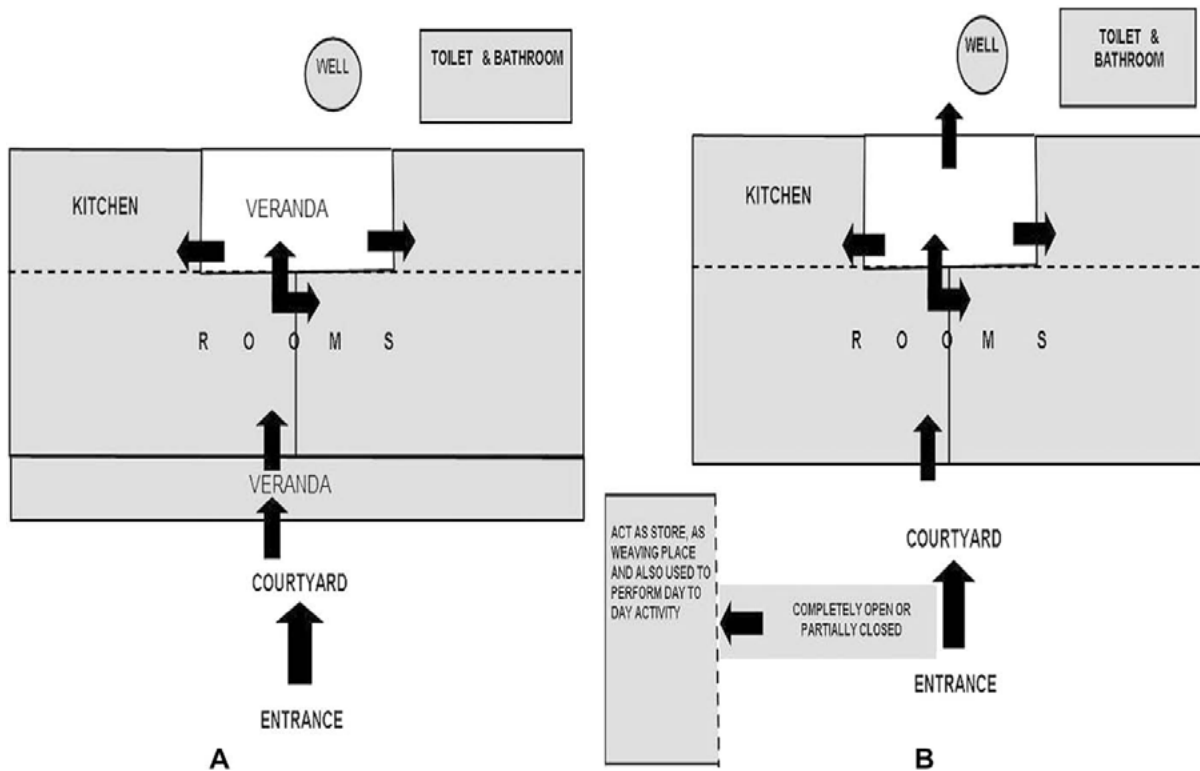 WELL
TOILET & BATHROOM
KITCHEN
VERANDA
R O O M S
VERANDA
COURTYARD
ENTRANCE
A
WELL
TOILET &
BATHROOM
KITCHEN
R O O M S
ACT AS STORE, AS
WEAVING PLACE
AND ALSO USED TO
PERFORM DAY TO
DAY ACTIVITY
COURTYARD
COMPLETELY OPEN OR
PARTIALLY CLOSED
ENTRANCE
B